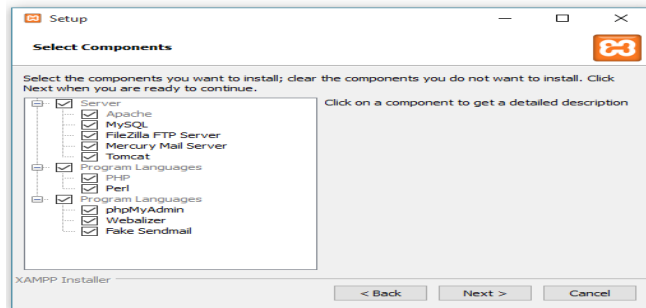 Setup
Select Components
Select the components you want to install; clear the components you do not want to install. Click
Next when you are ready to continue.
Server
Apache
MySQL
FileZilla FTP Server
Mercury Mail Server
Tomcat
Program Languages
PHP
Perl
Program Languages
phpMyAdmin
Webalizer
Fake Sendmail
Click on a component to get a detailed description
XAMPP Installer
< Back
Next >
Cancel